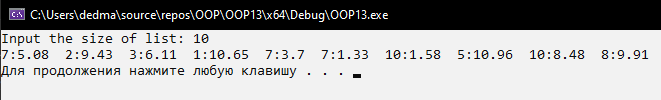 C:\Users\dedma\source\repos\OOP\OOP13\x64\Debug\OOP13.exe
Input the size of list: 10
7:5.08  2:9.43  3:6.11  1:10.65  7:3.7  7:1.33  10:1.58  5:10.96  10:8.48  8:9.91
Для продолжения нажмите любую клавишу . . .